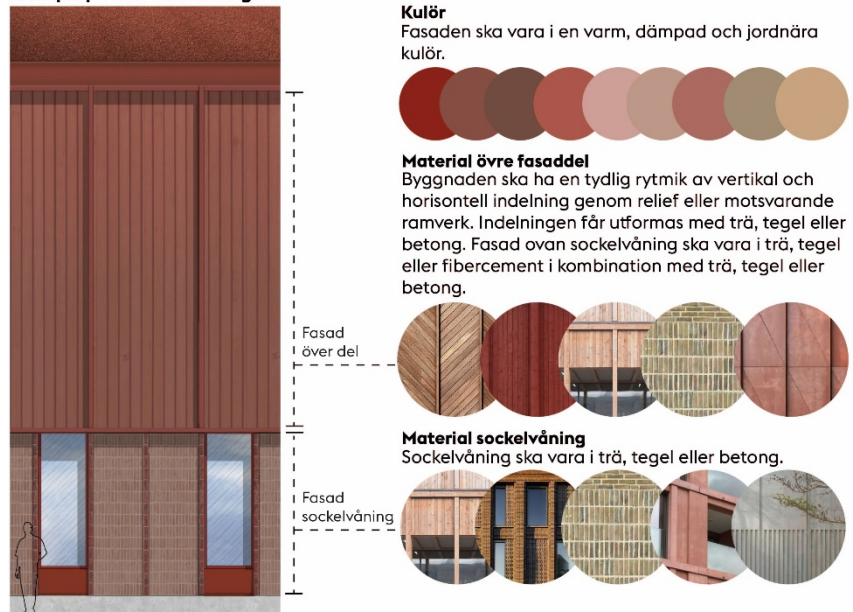 Kulör
Fasaden ska vara i en varm, dämpad och jordnära
kulör.
Material övre fasaddel
Byggnaden ska ha en tydlig rytmik av vertikal och
horisontell indelning genom relief eller motsvarande
ramverk. Indelningen får utformas med trä, tegel eller
betong. Fasad ovan sockelvåning ska vara i trä, tegel
eller fibercement i kombination med trä, tegel eller
betong.
Fasad
över del
Material sockelvåning
Sockelvåning ska vara i trä, tegel eller betong.
Fasad
sockelvåning